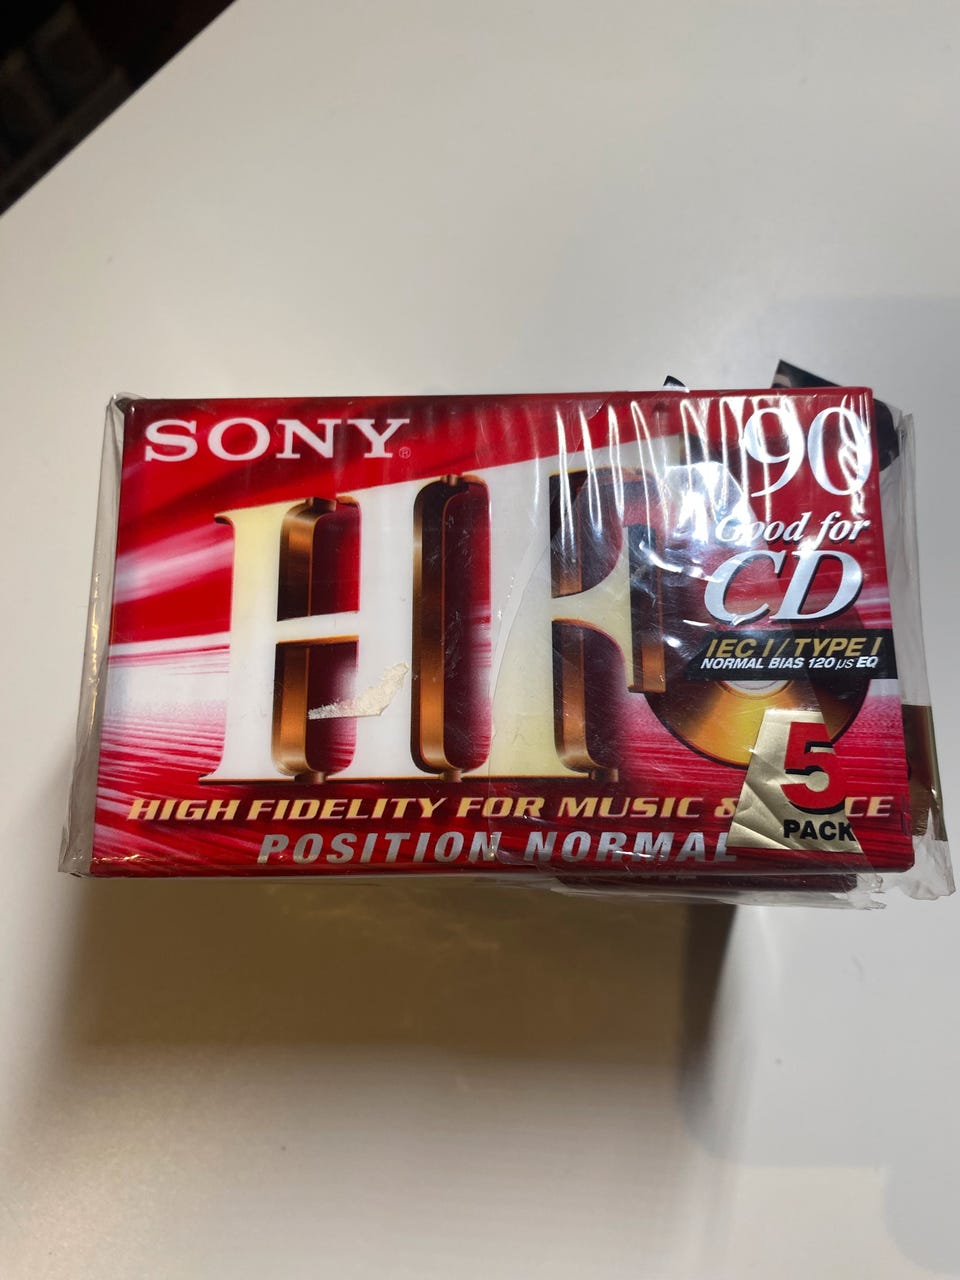 SONY®
90
HF
Good for
CD
IEC I / TYPE I
NORMAL BIAS 120 µs EQ
5
PACK
HIGH FIDELITY FOR MUSIC &
POSITION NORMAL